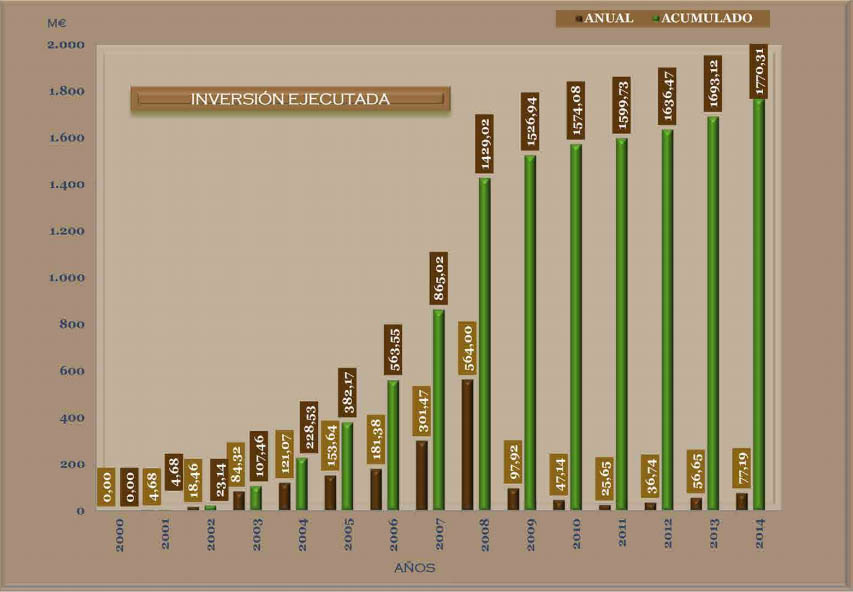 M€
ANUAL ACUMULADO
INVERSIÓN EJECUTADA
2.000
1.800
1.600
1.400
1.200
1.000
800
600
400
200
0
0,00 0,00 4,68 4,68 18,46 23,14 84,32 107,46 121,07 228,53 153,64 382,17 181,38 563,55 301,47 865,02 564,00 1429,02 97,92 1526,94 47,14 1574,08 25,65 1599,73 36,74 1636,47 56,65 1693,12 77,19 1770,31
2000 2001 2002 2003 2004 2005 2006 2007 2008 2009 2010 2011 2012 2013 2014
AÑOS